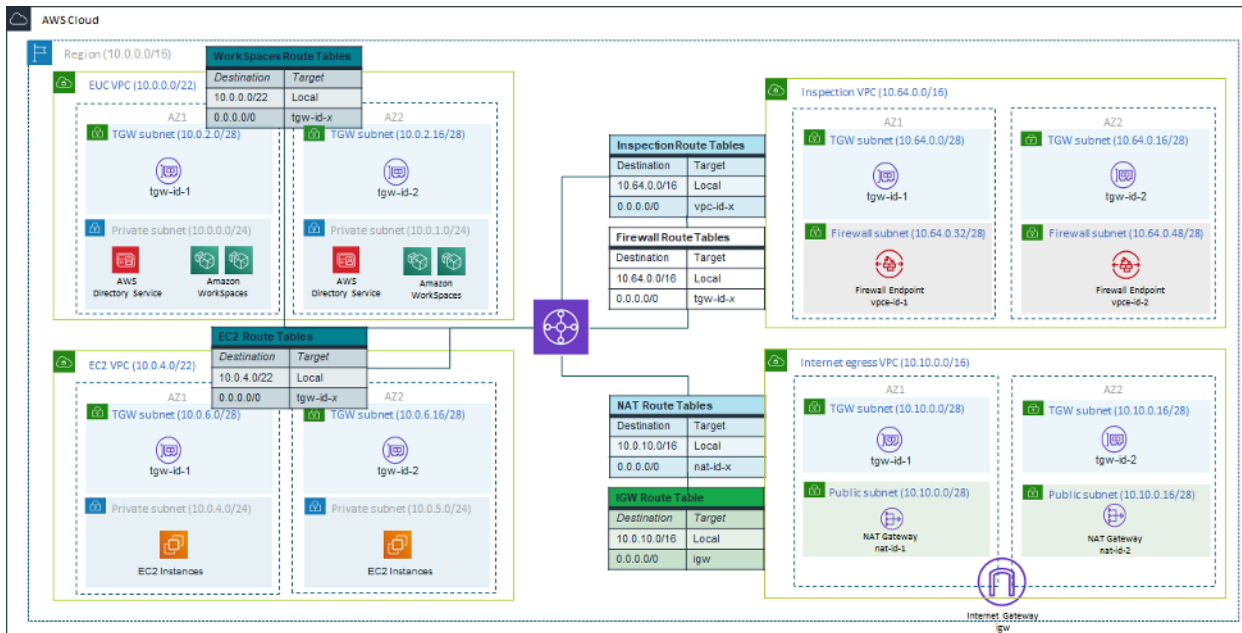 AWS Cloud
Region (10.0.0.0/16)
WorkSpaces Route Tables
Destination Target
10.0.0.0/22 Local
0.0.0.0/0 tgw-id-x
EUC VPC (10.0.0.0/22)
AZ1
TGW subnet (10.0.2.0/28)
tgw-id-1
Private subnet (10.0.0.0/24)
AWS
Directory Service
Amazon
WorkSpaces
AZ2
TGW subnet (10.0.2.16/28)
tgw-id-2
Private subnet (10.0.1.0/24)
AWS
Directory Service
Amazon
WorkSpaces
EC2 Route Tables
Destination Target
10.0.4.0/22 Local
0.0.0.0/0 tgw-id-x
EC2 VPC (10.0.4.0/22)
AZ1
TGW subnet (10.0.6.0/28)
tgw-id-1
Private subnet (10.0.4.0/24)
EC2 Instances
AZ2
TGW subnet (10.0.6.16/28)
tgw-id-2
Private subnet (10.0.5.0/24)
EC2 Instances
Inspection Route Tables
Destination Target
10.64.0.0/16 Local
0.0.0.0/0 vpc-id-x
Firewall Route Tables
Destination Target
10.64.0.0/16 Local
0.0.0.0/0 tgw-id-x
NAT Route Tables
Destination Target
10.0.10.0/16 Local
0.0.0.0/0 nat-id-x
IGW Route Table
Destination Target
10.0.10.0/16 Local
0.0.0.0/0 igw
Inspection VPC (10.64.0.0/16)
AZ1
TGW subnet (10.64.0.0/28)
tgw-id-1
Firewall subnet (10.64.0.32/28)
Firewall Endpoint
vpce-id-1
AZ2
TGW subnet (10.64.0.16/28)
tgw-id-2
Firewall subnet (10.64.0.48/28)
Firewall Endpoint
vpce-id-2
Internet egress VPC (10.10.0.0/16)
AZ1
TGW subnet (10.10.0.0/28)
tgw-id-1
Public subnet (10.10.0.0/28)
NAT Gateway
nat-id-1
AZ2
TGW subnet (10.10.0.16/28)
tgw-id-2
Public subnet (10.10.0.16/28)
NAT Gateway
nat-id-2
Internet Gateway
igw